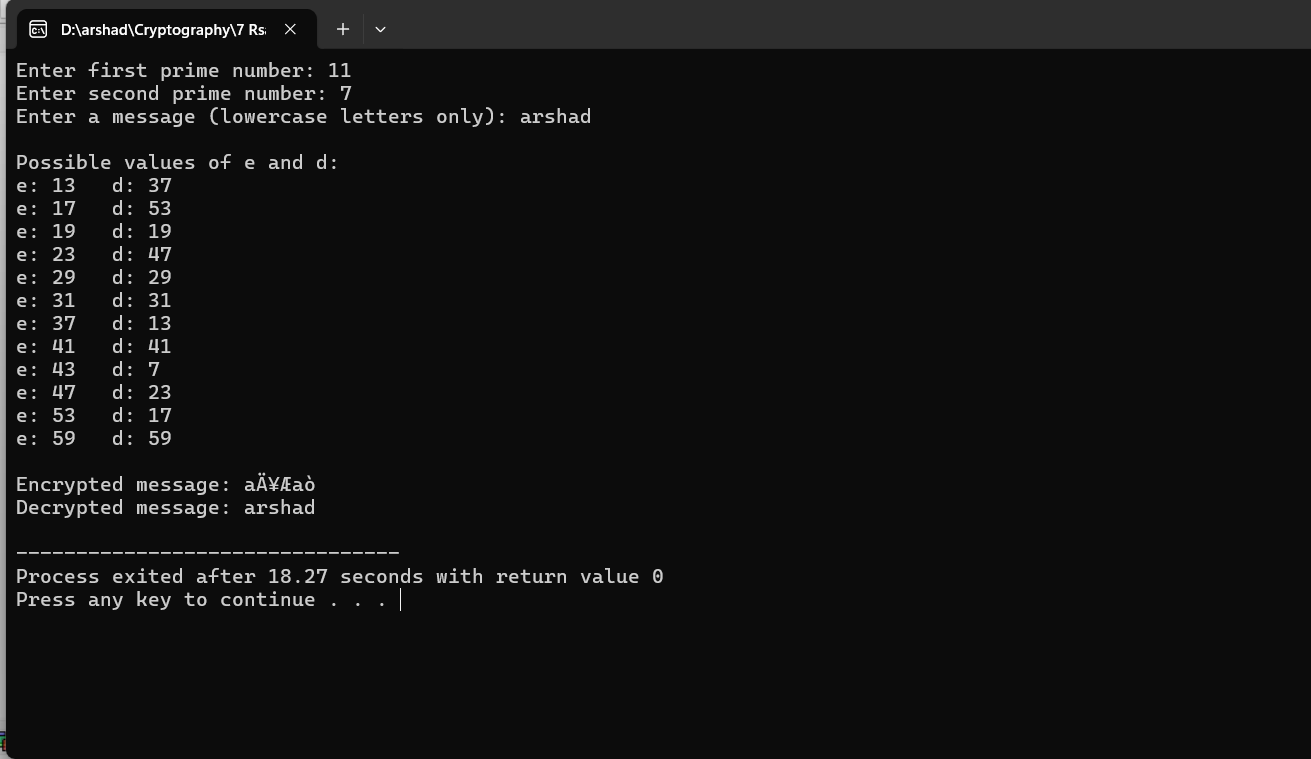 D:\arshad\Cryptography\7 Rs
Enter first prime number: 11
Enter second prime number: 7
Enter a message (lowercase letters only): arshad
Possible values of e and d:
e: 13   d: 37
e: 17   d: 53
e: 19   d: 19
e: 23   d: 47
e: 29   d: 29
e: 31   d: 31
e: 37   d: 13
e: 41   d: 41
e: 43   d: 7
e: 47   d: 23
e: 53   d: 17
e: 59   d: 59
Encrypted message: aÄ¥Æaò
Decrypted message: arshad
--------------------------------
Process exited after 18.27 seconds with return value 0
Press any key to continue . . .